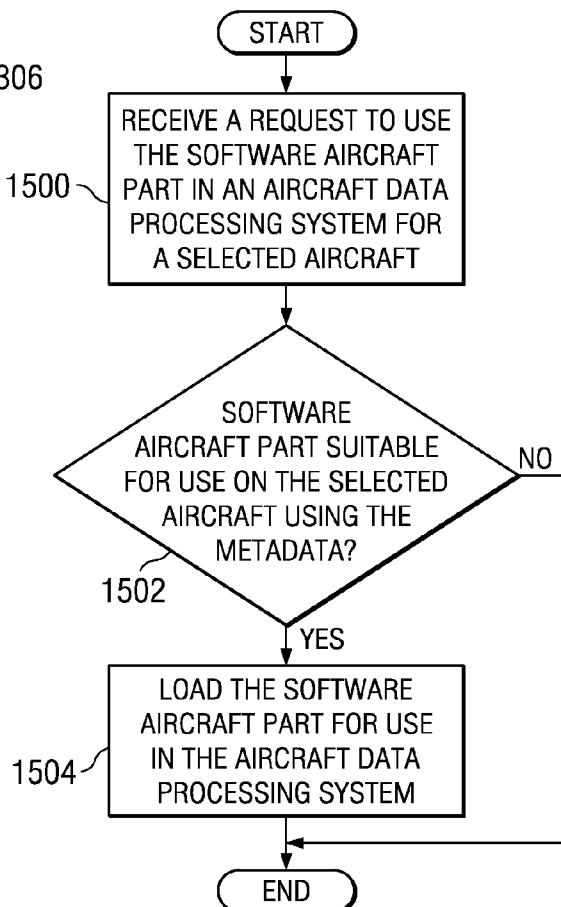 START
306
RECEIVE A REQUEST TO USE
THE SOFTWARE AIRCRAFT
PART IN AN AIRCRAFT DATA
PROCESSING SYSTEM FOR
A SELECTED AIRCRAFT
1500
SOFTWARE
AIRCRAFT PART SUITABLE
FOR USE ON THE SELECTED
AIRCRAFT USING THE
METADATA?
NO
1502
YES
LOAD THE SOFTWARE
AIRCRAFT PART FOR USE
IN THE AIRCRAFT DATA
PROCESSING SYSTEM
1504
END